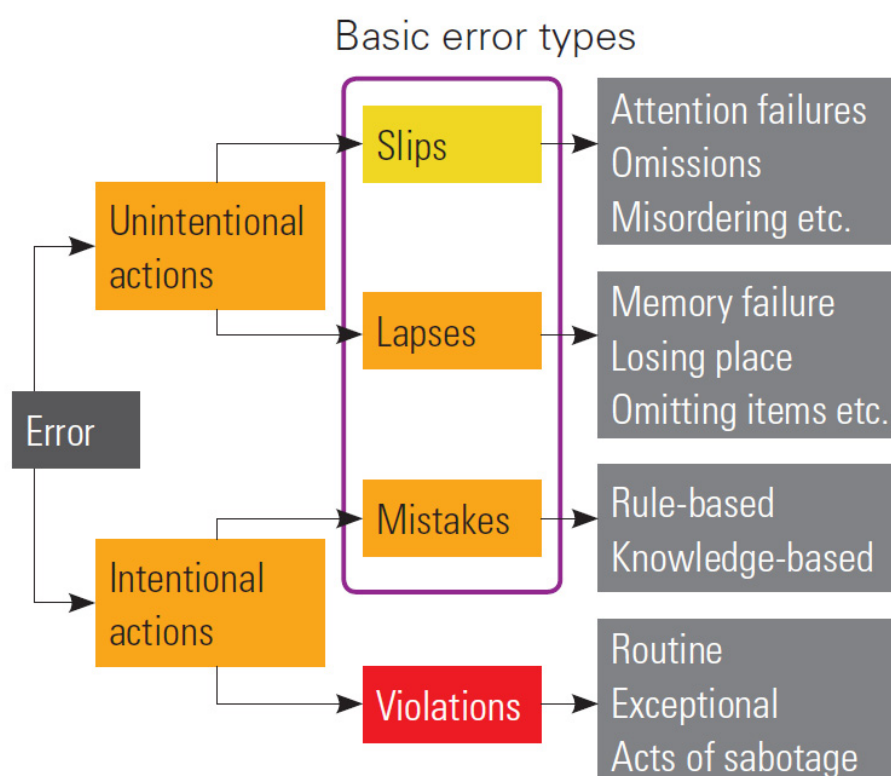 Basic error types
Slips
Attention failures
Omissions
Misordering etc.
Unintentional
actions
Lapses
Memory failure
Losing place
Omitting items etc.
Error
Mistakes
Rule-based
Knowledge-based
Intentional
actions
Violations
Routine
Exceptional
Acts of sabotage